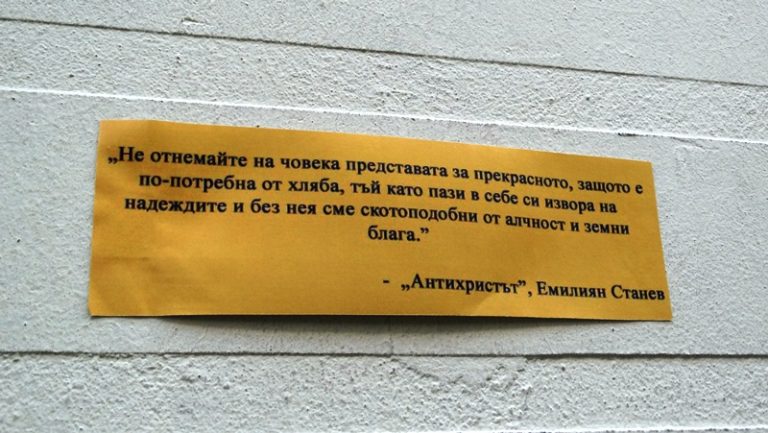 „Не отнемайте на човека представата за прекрасното, защото е
по-потребна от хляба, тъй като пази в себе си извора на
надеждите и без нея сме скотоподобни от алчност и земни
блага.”
- „Антихристът”, Емилиян Станев